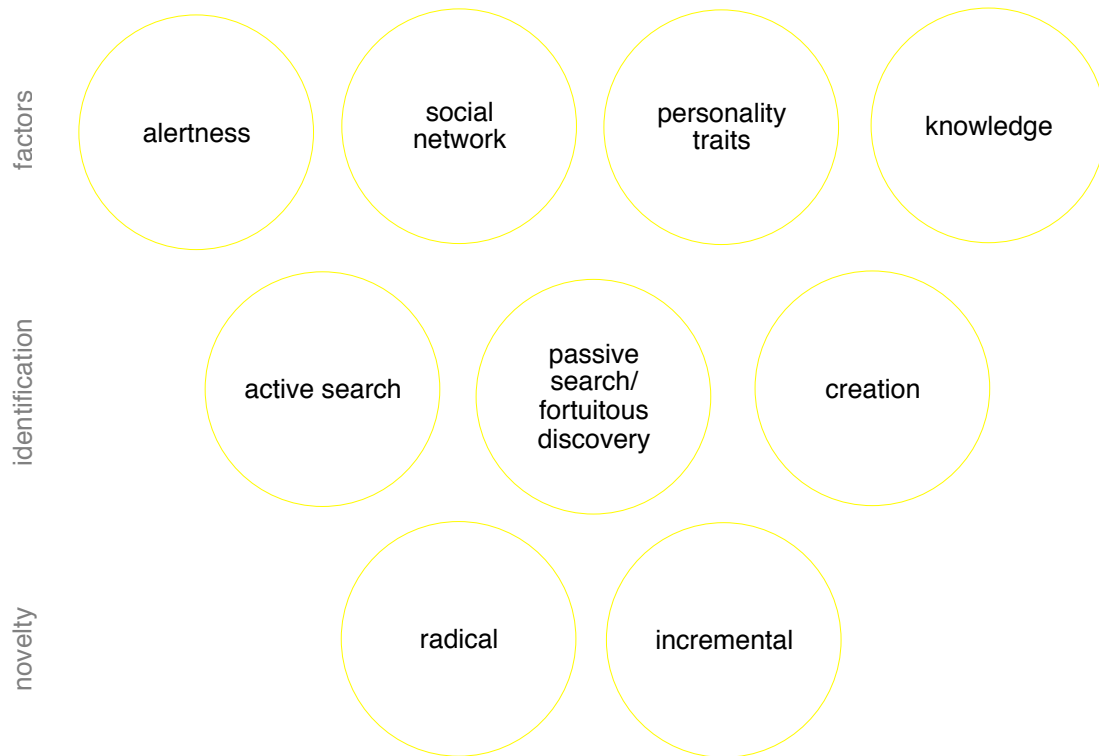 factors
alertness
social
network
personality
traits
knowledge
identification
active search
passive
search/
fortuitous
discovery
creation
novelty
radical
incremental